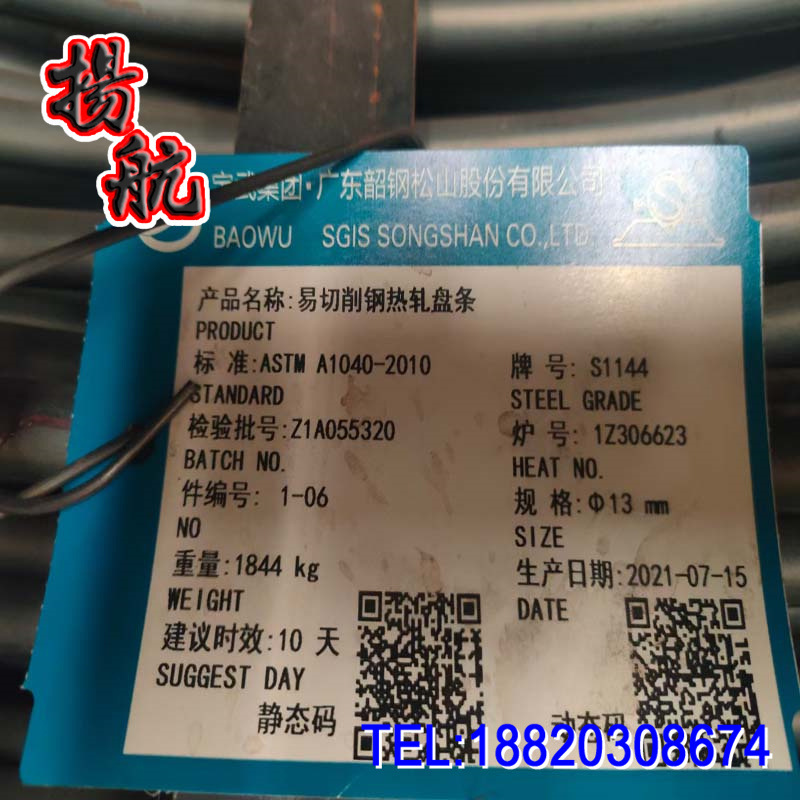 揚航
宝武集团·广东韶钢松山股份有限公司
BAOWU SGIS SONGSHAN CO.,LTD.
S
产品名称:易切削钢热轧盘条
PRODUCT
标 准:ASTM A1040-2010 牌 号: S1144
STANDARD STEEL GRADE
检验批号:Z1A055320 炉 号: 1Z306623
BATCH NO. HEAT NO.
件编号: 1-06 规 格:Φ13 mm
NO SIZE
重量:1844 kg 生产日期:2021-07-15
WEIGHT DATE
建议时效:10 天
SUGGEST DAY
静态码 动态码
TEL:18820308674